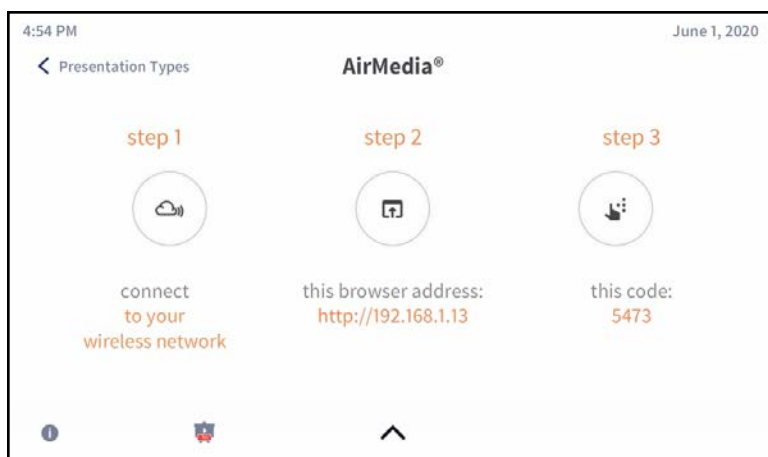 4:54 PM
June 1, 2020
Presentation Types
AirMedia®
step 1
step 2
step 3
connect
to your
wireless network
this browser address:
http://192.168.1.13
this code:
5473